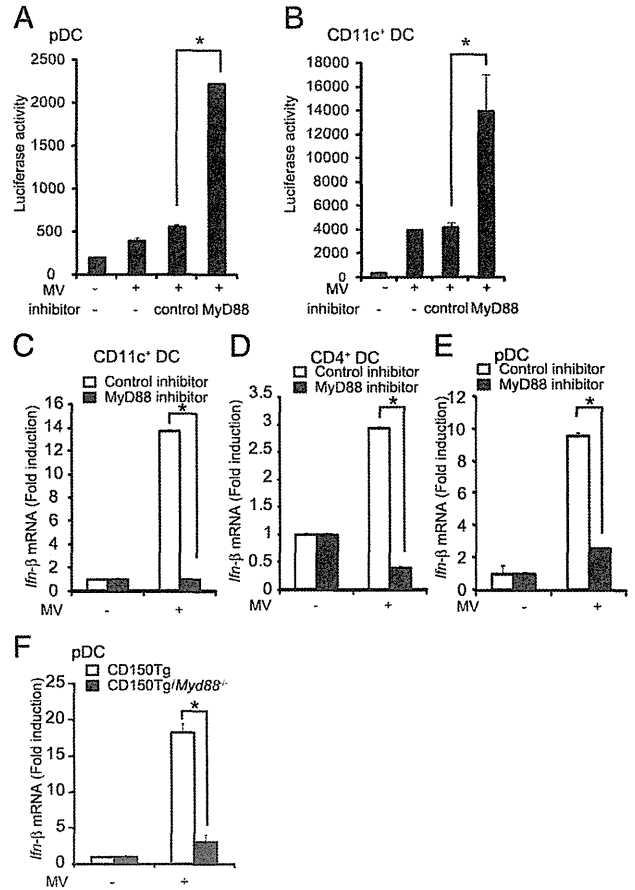 A
pDC
*
2500
2000
1500
1000
500
0
Luciferase activity
MV - + + +
inhibitor - - control MyD88
B
CD11c+ DC
*
18000
16000
14000
12000
10000
8000
6000
4000
2000
0
Luciferase activity
MV - + + +
inhibitor - - control MyD88
C
CD11c+ DC
Control inhibitor
MyD88 inhibitor
*
16
14
12
10
8
6
4
2
0
Ifn-β mRNA (Fold induction)
MV - +
D
CD4+ DC
Control inhibitor
MyD88 inhibitor
*
3.5
3
2.5
2
1.5
1
0.5
0
Ifn-β mRNA (Fold induction)
MV - +
E
pDC
Control inhibitor
MyD88 inhibitor
*
12
10
8
6
4
2
0
Ifn-β mRNA (Fold induction)
MV - +
F
pDC
CD150Tg
CD150Tg/Myd88-/-
*
25
20
15
10
5
0
Ifn-β mRNA (Fold induction)
MV - +